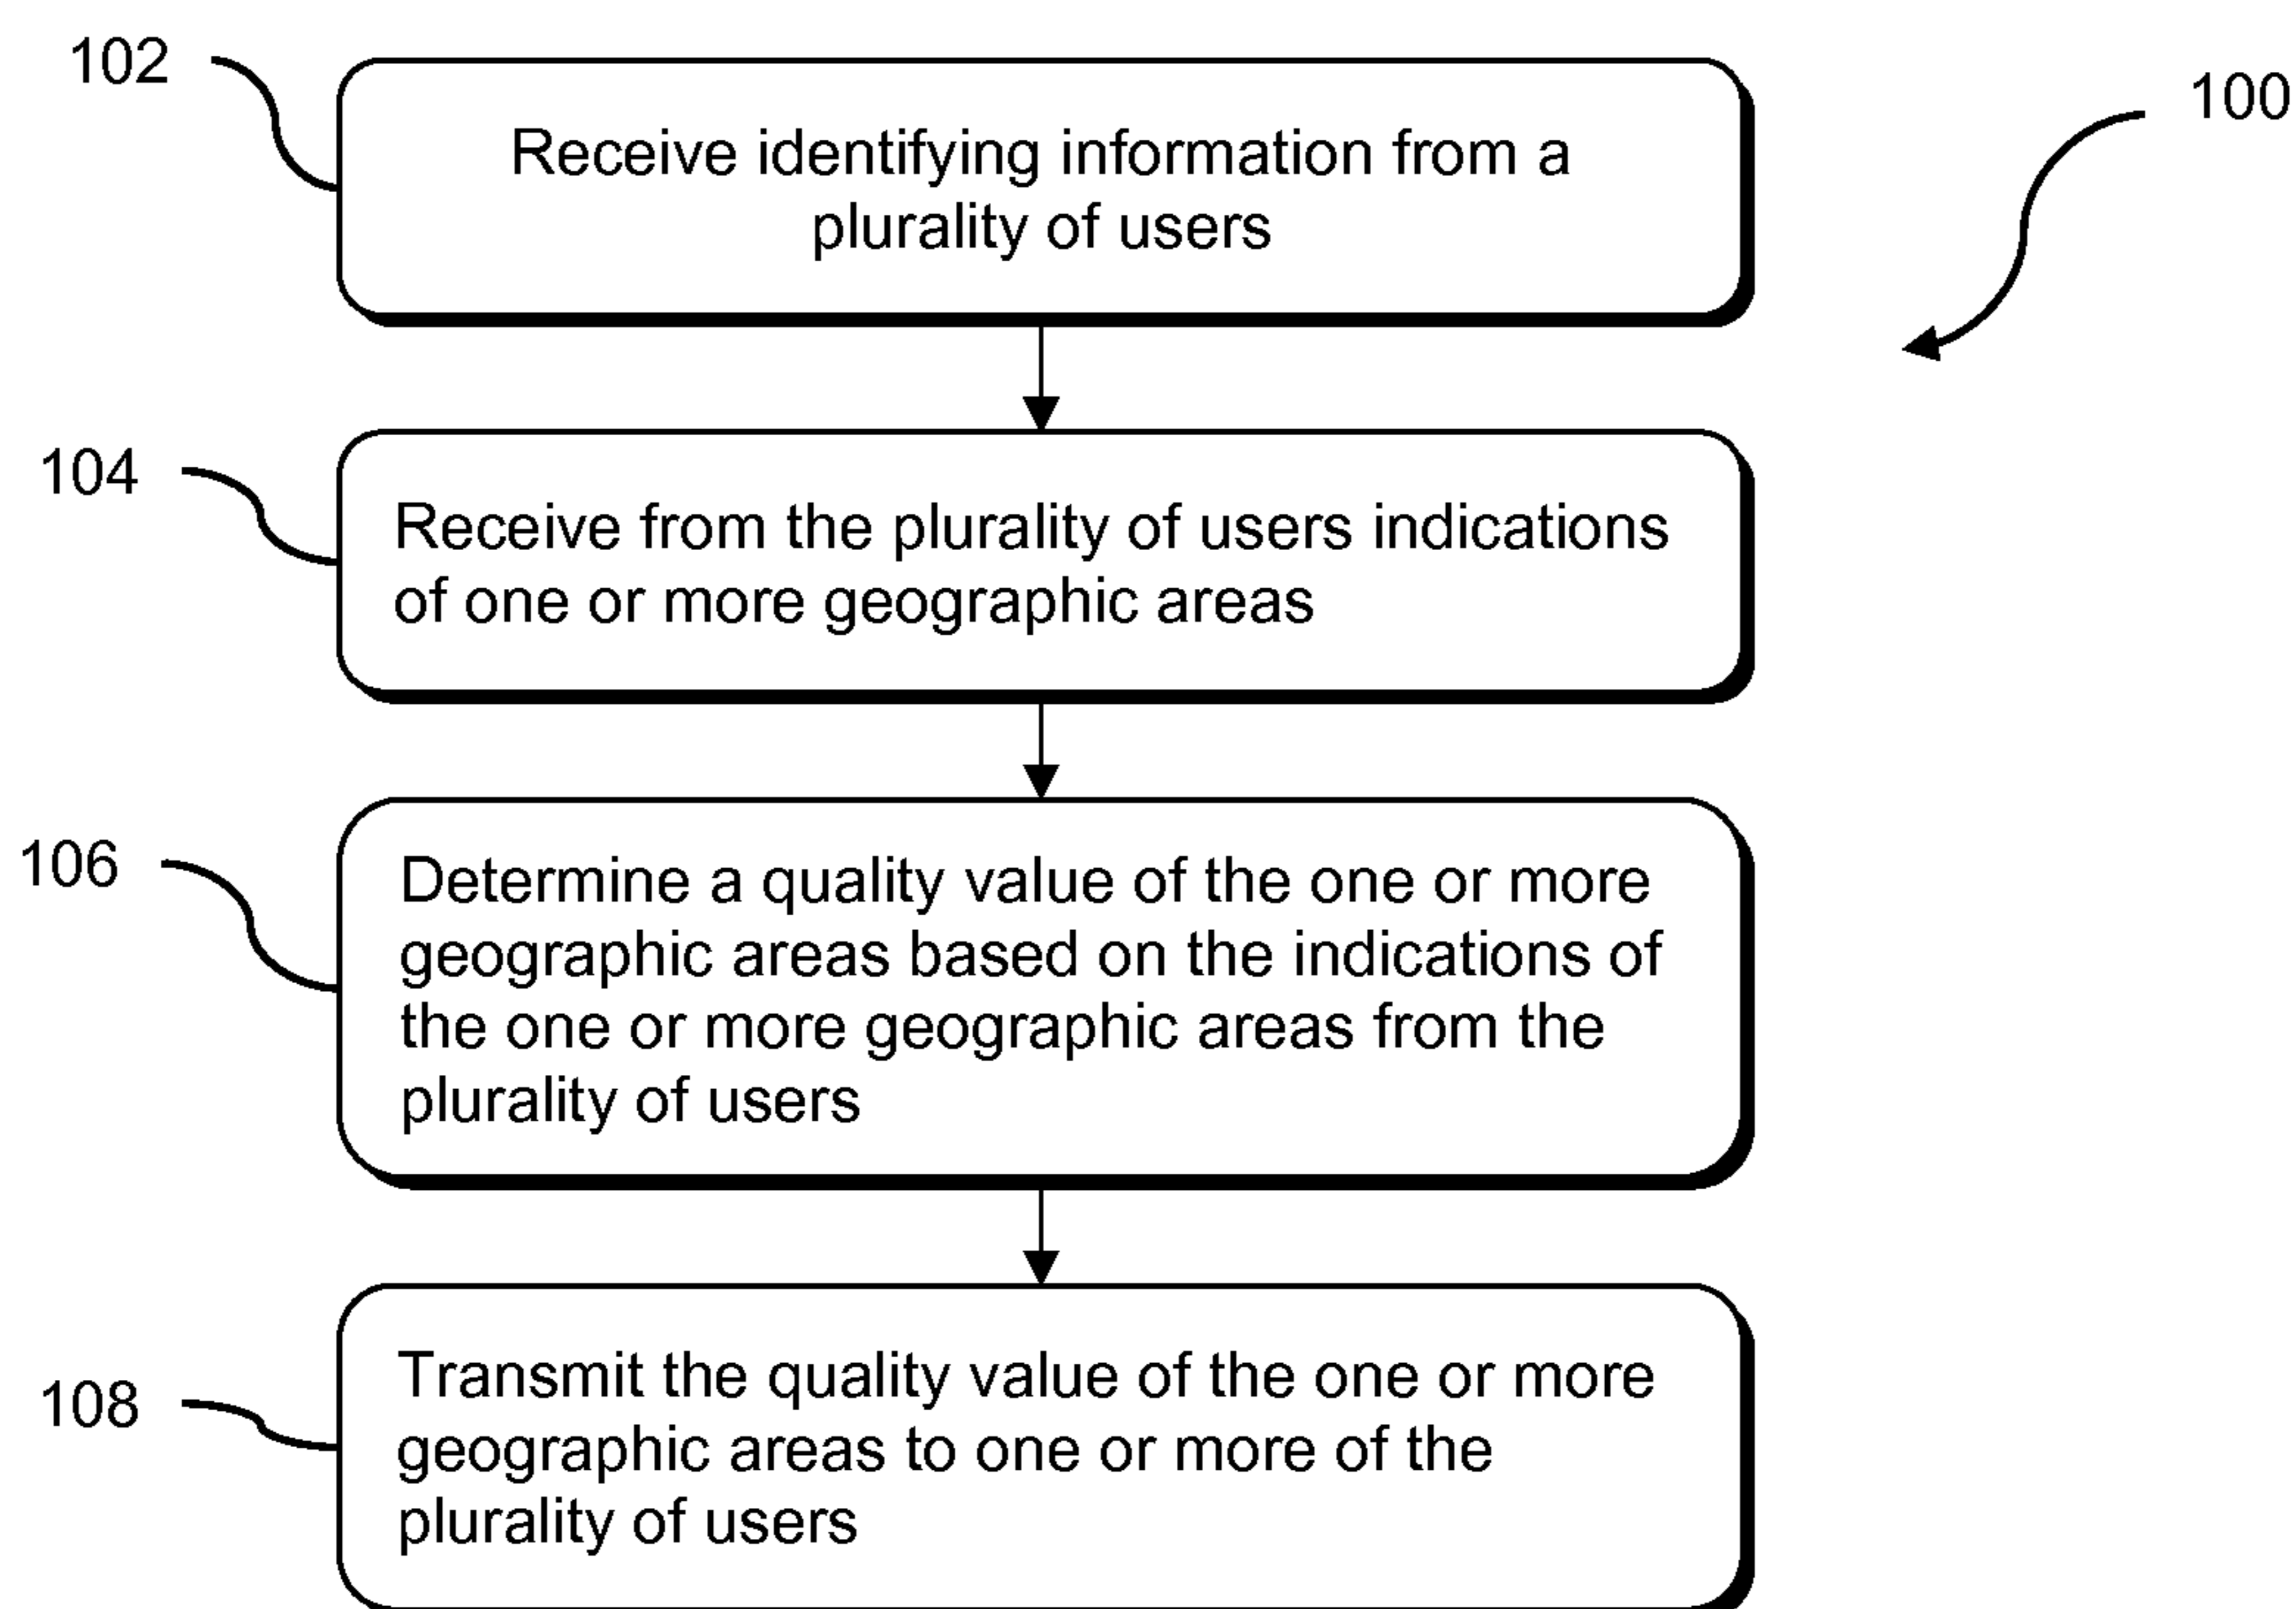 102
100
Receive identifying information from a
plurality of users
104
Receive from the plurality of users indications
of one or more geographic areas
106
Determine a quality value of the one or more
geographic areas based on the indications of
the one or more geographic areas from the
plurality of users
108
Transmit the quality value of the one or more
geographic areas to one or more of the
plurality of users